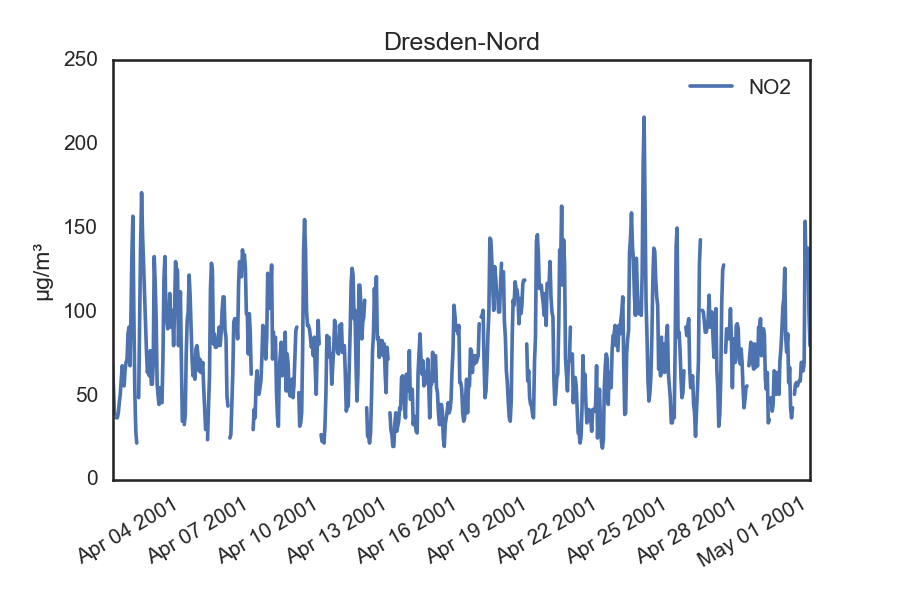 Dresden-Nord
NO2
µg/m³
250
200
150
100
50
0
Apr 04 2001
Apr 07 2001
Apr 10 2001
Apr 13 2001
Apr 16 2001
Apr 19 2001
Apr 22 2001
Apr 25 2001
Apr 28 2001
May 01 2001